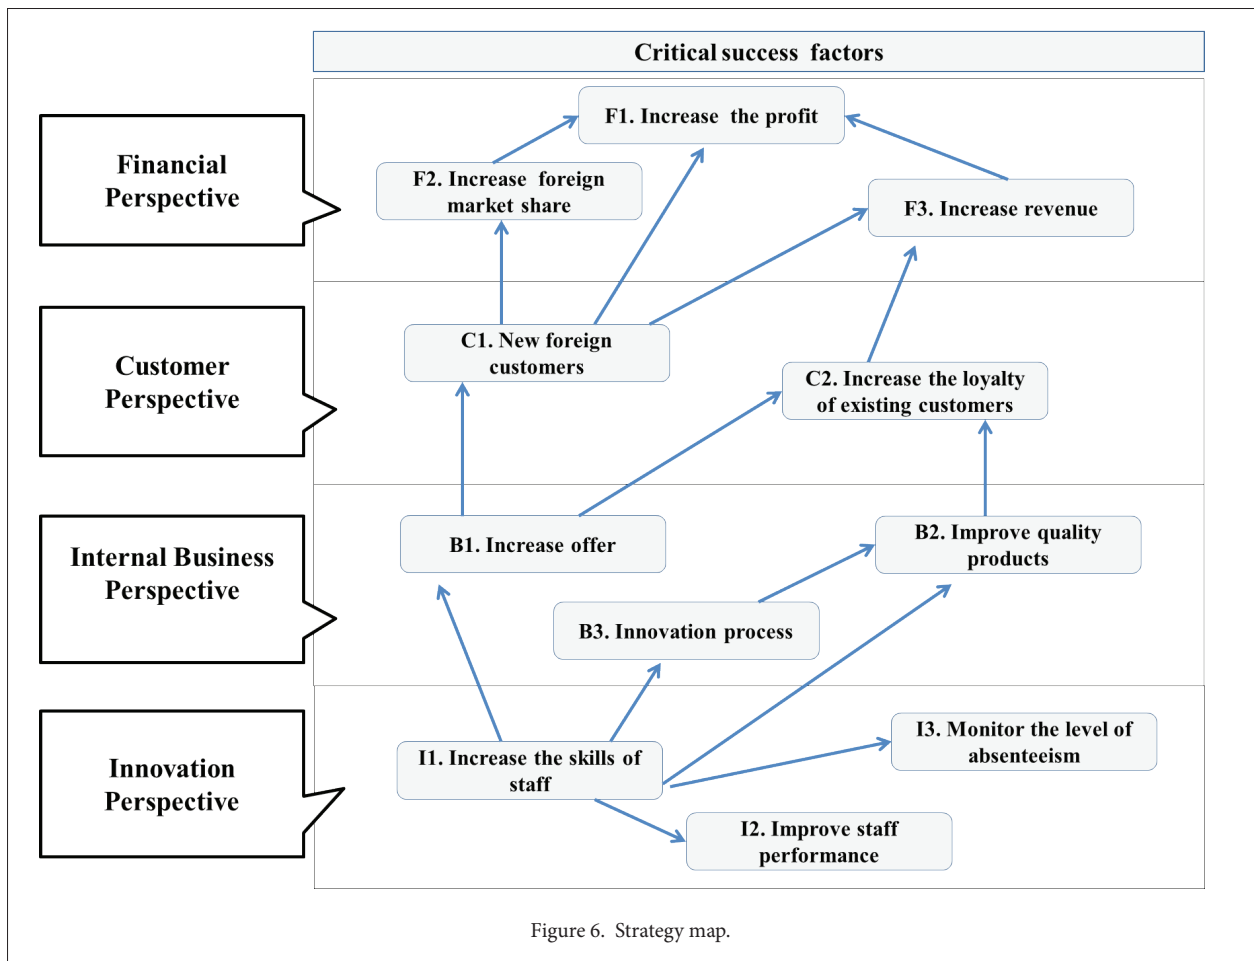 Critical success factors
Financial
Perspective
F1. Increase the profit
F2. Increase foreign
market share
F3. Increase revenue
Customer
Perspective
C1. New foreign
customers
C2. Increase the loyalty
of existing customers
Internal Business
Perspective
B1. Increase offer
B2. Improve quality
products
B3. Innovation process
Innovation
Perspective
I1. Increase the skills of
staff
I3. Monitor the level of
absenteeism
I2. Improve staff
performance
Figure 6. Strategy map.